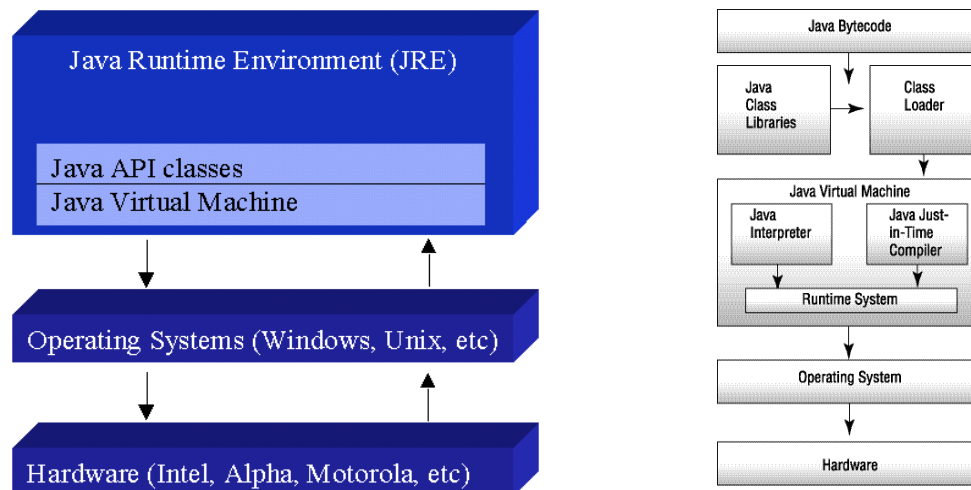 Java Runtime Environment (JRE)
Java API classes
Java Virtual Machine
Operating Systems (Windows, Unix, etc)
Hardware (Intel, Alpha, Motorola, etc)
Java Bytecode
Java
Class
Libraries
Class
Loader
Java Virtual Machine
Java
Interpreter
Java Just-
in-Time
Compiler
Runtime System
Operating System
Hardware